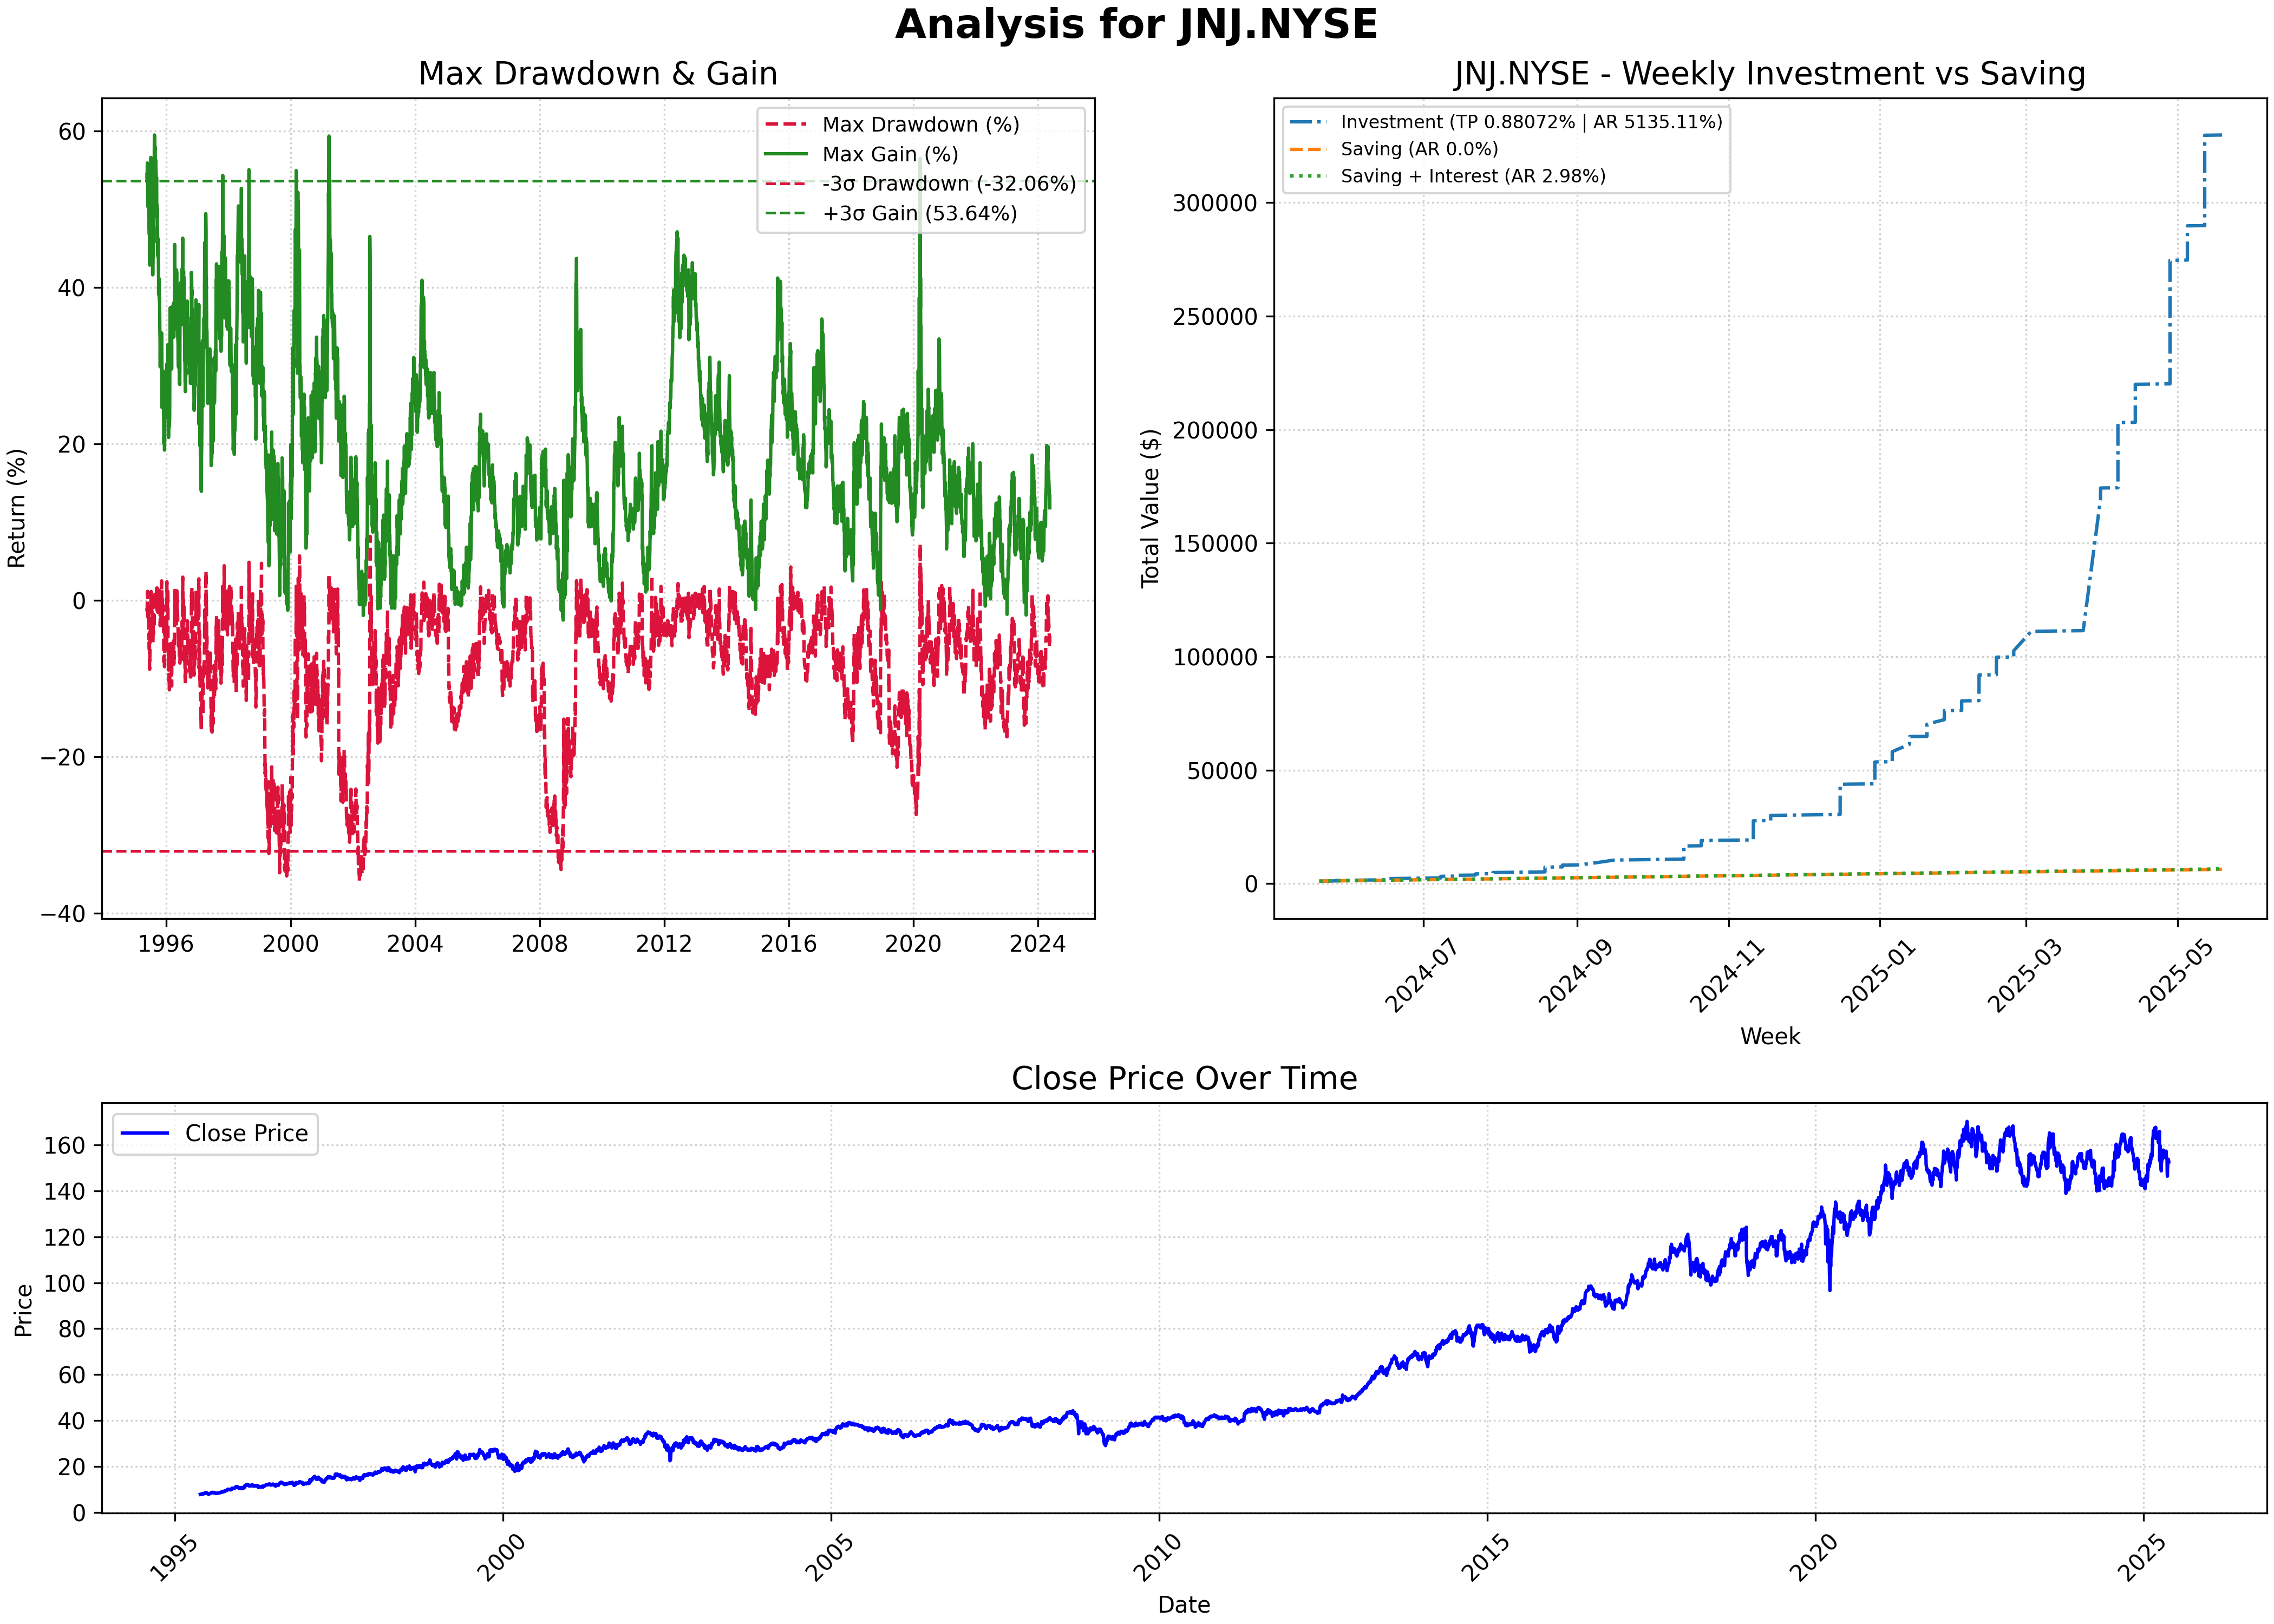 Analysis for JNJ.NYSE
Max Drawdown & Gain
Return (%)
60
40
20
0
−20
−40
Max Drawdown (%)
Max Gain (%)
-3σ Drawdown (-32.06%)
+3σ Gain (53.64%)
1996 2000 2004 2008 2012 2016 2020 2024
JNJ.NYSE - Weekly Investment vs Saving
Total Value ($)
300000
250000
200000
150000
100000
50000
0
Investment (TP 0.88072% | AR 5135.11%)
Saving (AR 0.0%)
Saving + Interest (AR 2.98%)
2024-07 2024-09 2024-11 2025-01 2025-03 2025-05
Week
Close Price Over Time
Price
160
140
120
100
80
60
40
20
0
Close Price
1995 2000 2005 2010 2015 2020 2025
Date